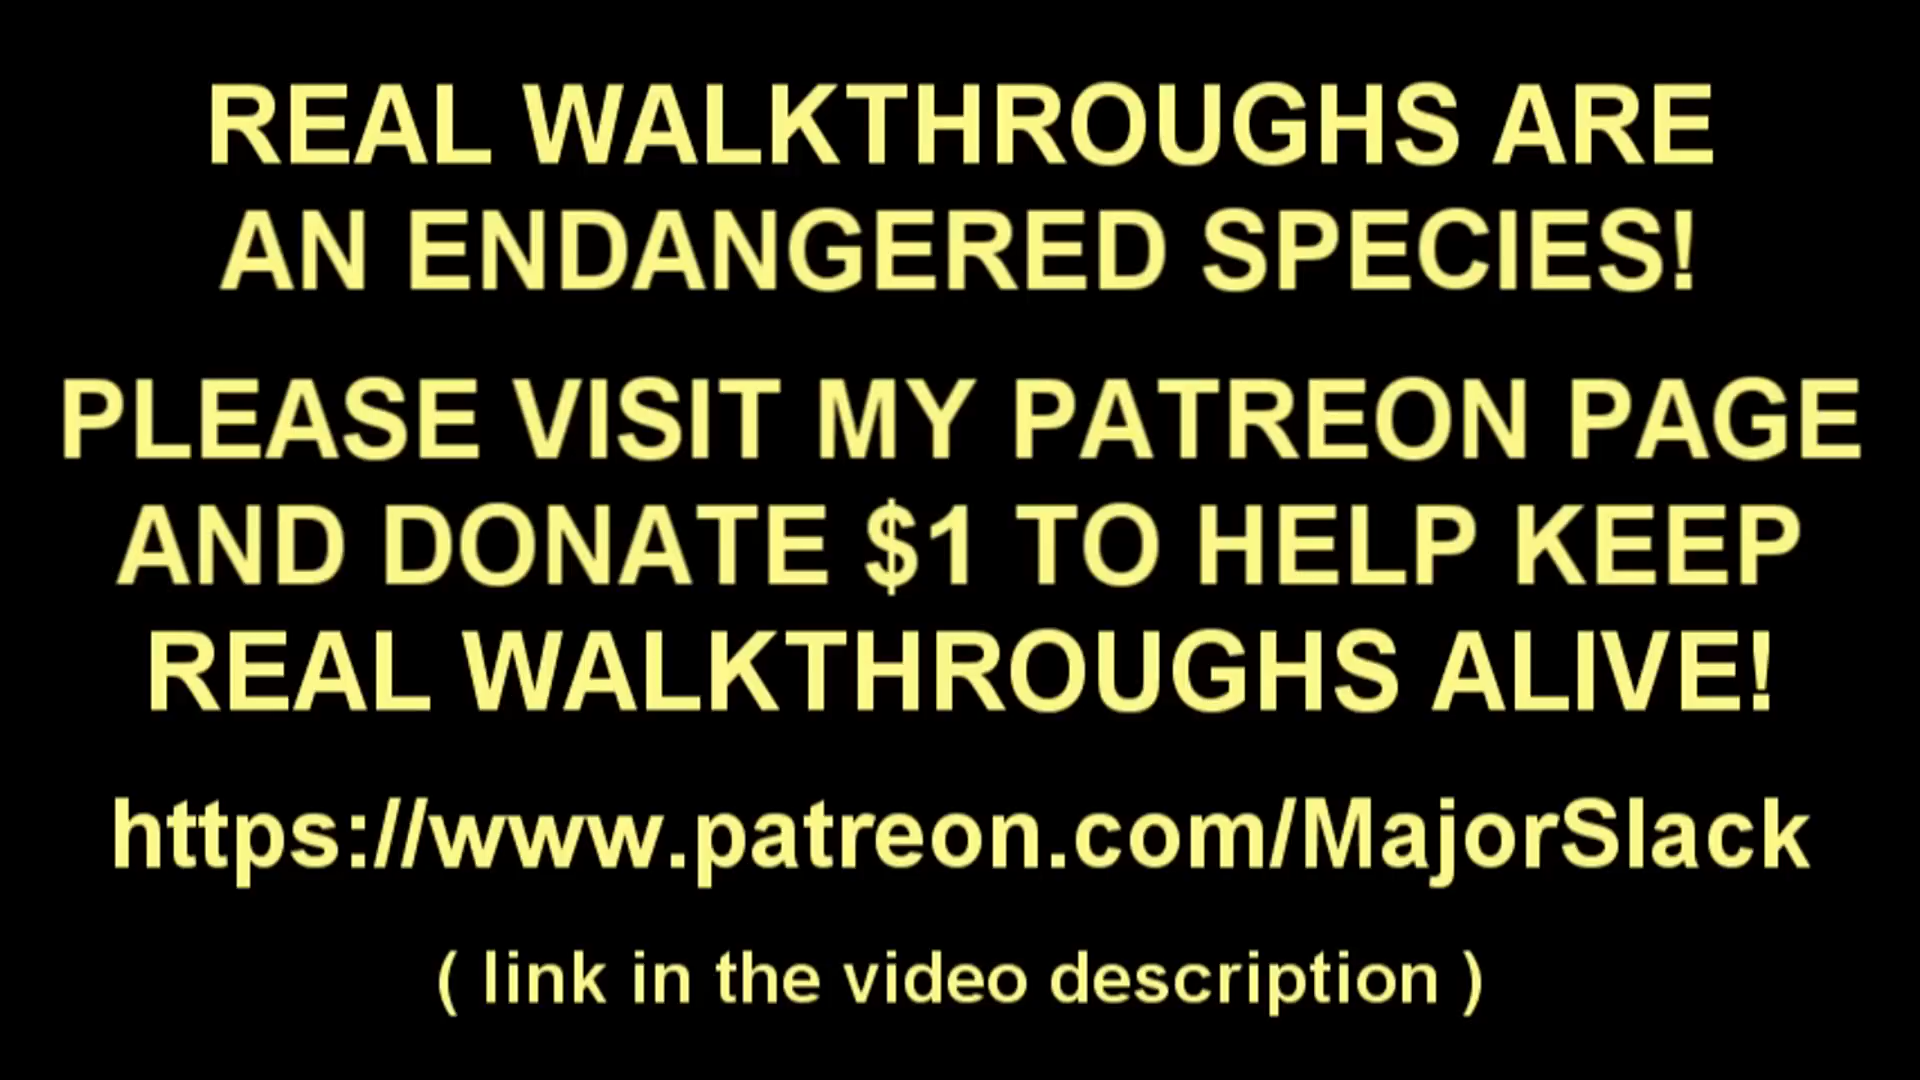 REAL WALKTHROUGHS ARE
AN ENDANGERED SPECIES!
PLEASE VISIT MY PATREON PAGE
AND DONATE $1 TO HELP KEEP
REAL WALKTHROUGHS ALIVE!
https://www.patreon.com/MajorSlack
( link in the video description )